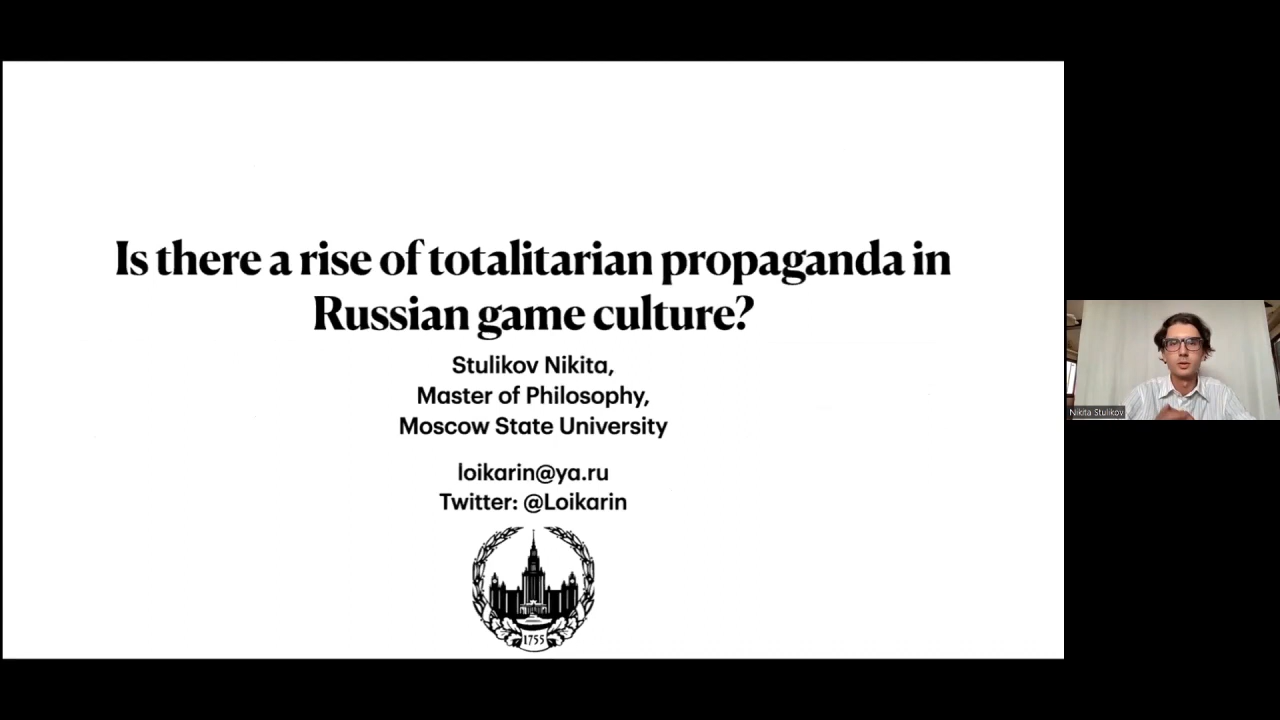 Is there a rise of totalitarian propaganda in
Russian game culture?
Stulikov Nikita,
Master of Philosophy,
Moscow State University
loikarin@ya.ru
Twitter: @Loikarin
1755
Nikita Stulikov